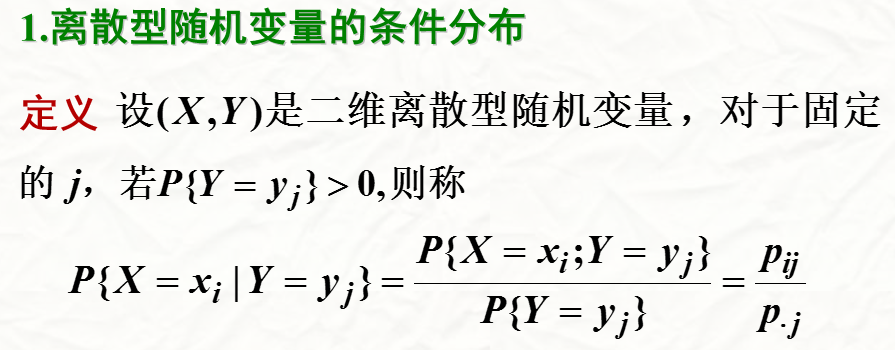 1.离散型随机变量的条件分布
定义 设(X,Y)是二维离散型随机变量，对于固定
的 j，若P{Y = y_j} > 0,则称
P{X = x_i | Y = y_j} = \frac{P{X = x_i;Y = y_j}}{P{Y = y_j}} = \frac{p_{ij}}{p_{·j}}